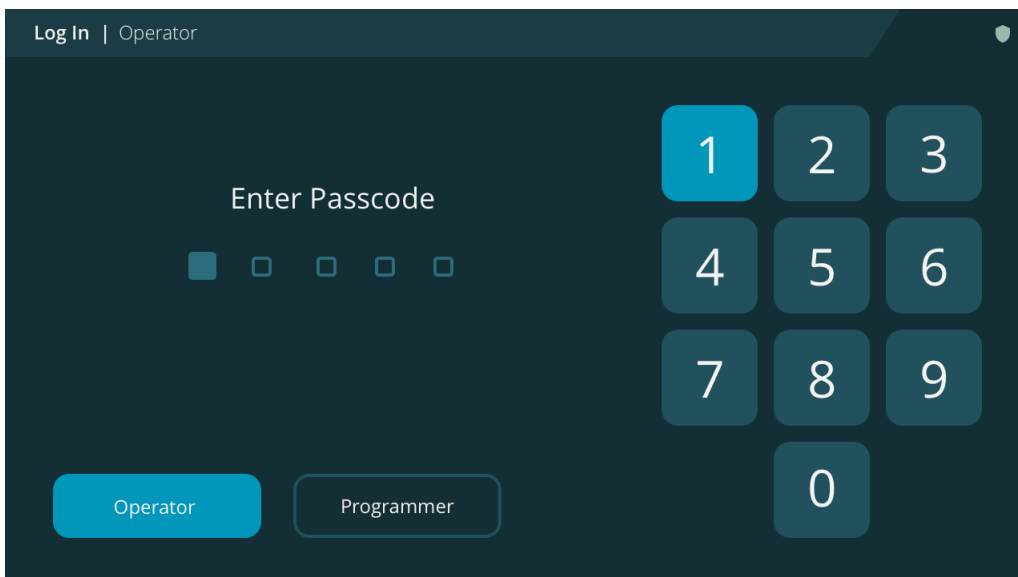 Log In | Operator
Enter Passcode
1 2 3
4 5 6
7 8 9
0
Operator
Programmer